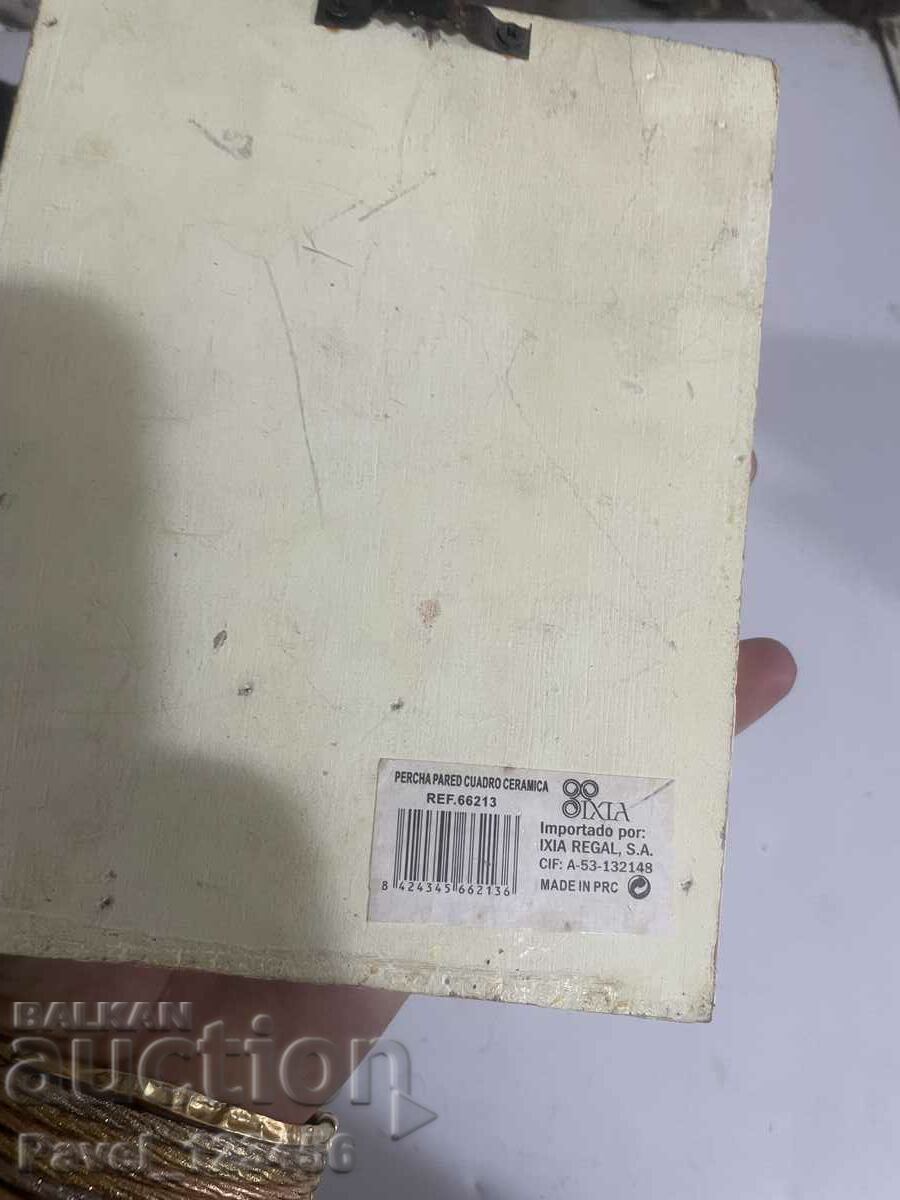 PERCHA PARED CUADRO CERAMICA
REF.66213
8 424345 662136
IXIA
Importado por:
IXIA REGAL, S.A.
CIF: A-53-132148
MADE IN PRC
BALKAN
auction
Pavel_123456